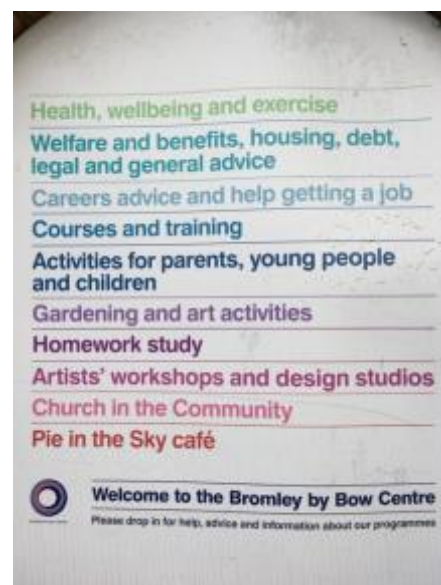 Health, wellbeing and exercise
Welfare and benefits, housing, debt,
legal and general advice
Careers advice and help getting a job
Courses and training
Activities for parents, young people
and children
Gardening and art activities
Homework study
Artists' workshops and design studios
Church in the Community
Pie in the Sky café
Welcome to the Bromley by Bow Centre
Please drop in for help, advice and information about our programmes